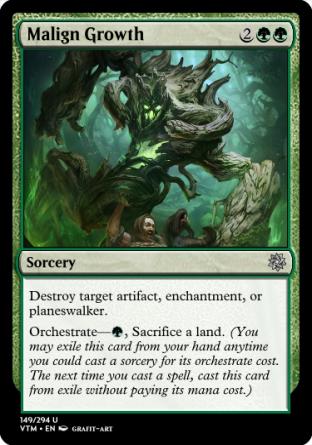 Malign Growth 2
Sorcery
Destroy target artifact, enchantment, or
planeswalker.
Orchestrate—, Sacrifice a land. (You
may exile this card from your hand anytime
you could cast a sorcery for its orchestrate cost.
The next time you cast a spell, cast this card
from exile without paying its mana cost.)
149/294 U
VTM • EN GRAFIT-ART